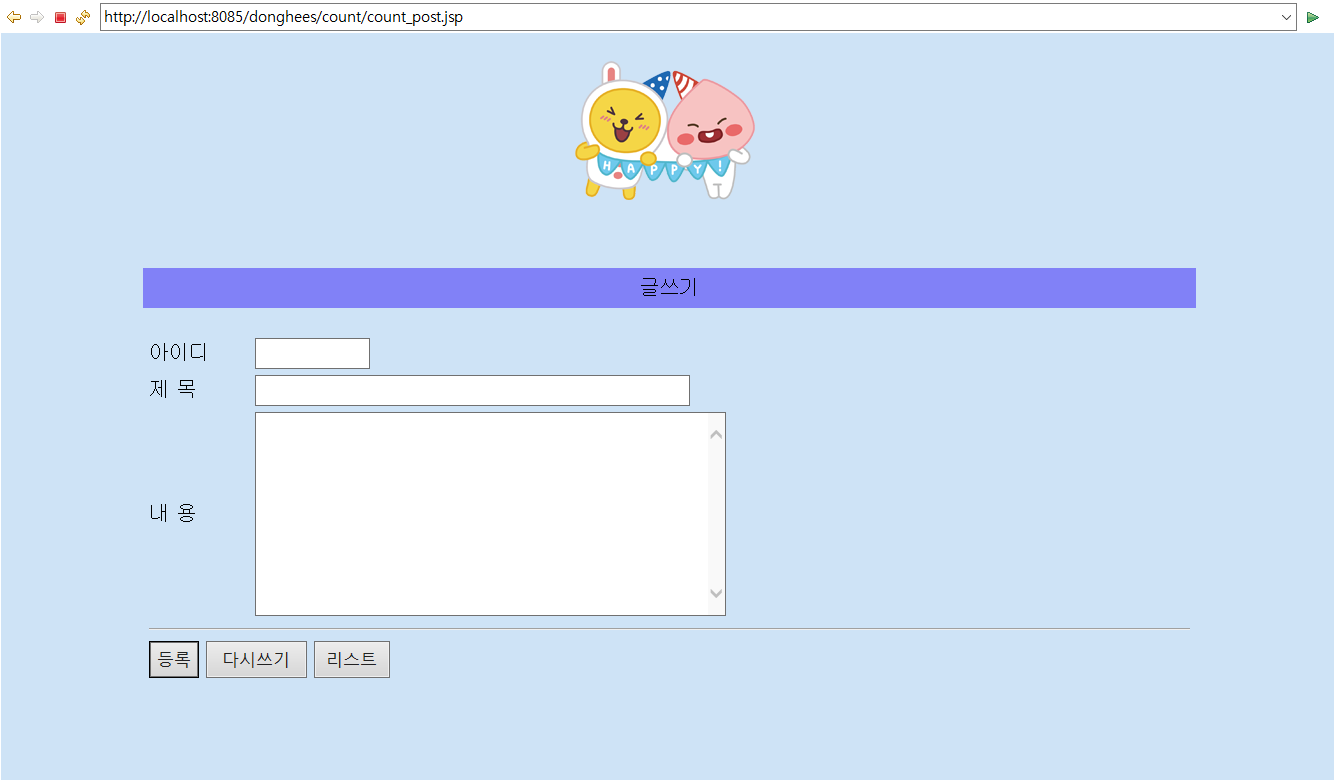 http://localhost:8085/donghees/count/count_post.jsp
HAPPY!
글쓰기
아이디
제 목
내 용
등록 다시쓰기 리스트